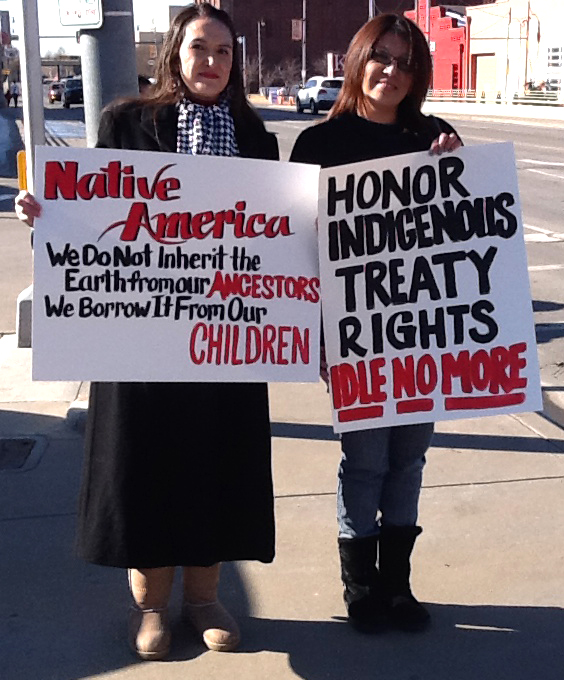 Native
America
We Do Not Inherit the
Earth from our ANCESTORS
We Borrow It From Our
CHILDREN
HONOR
INDIGENOUS
TREATY
RIGHTS
IDLE NO MORE